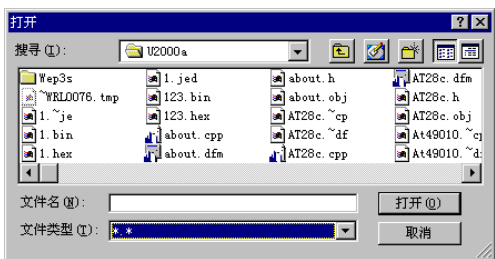 打开
搜寻(I): U2000a
Wep3s 1.jed about.h AT28c.dfm
~WRL0076.tmp 123.bin about.obj AT28c.h
1.~je 123.hex AT28c.~cp AT28c.obj
1.bin about.cpp AT28c.~df At49010.~cp
1.hex about.dfm AT28c.cpp At49010.~d
文件名(N): 打开(O)
文件类型(T): *.* 取消